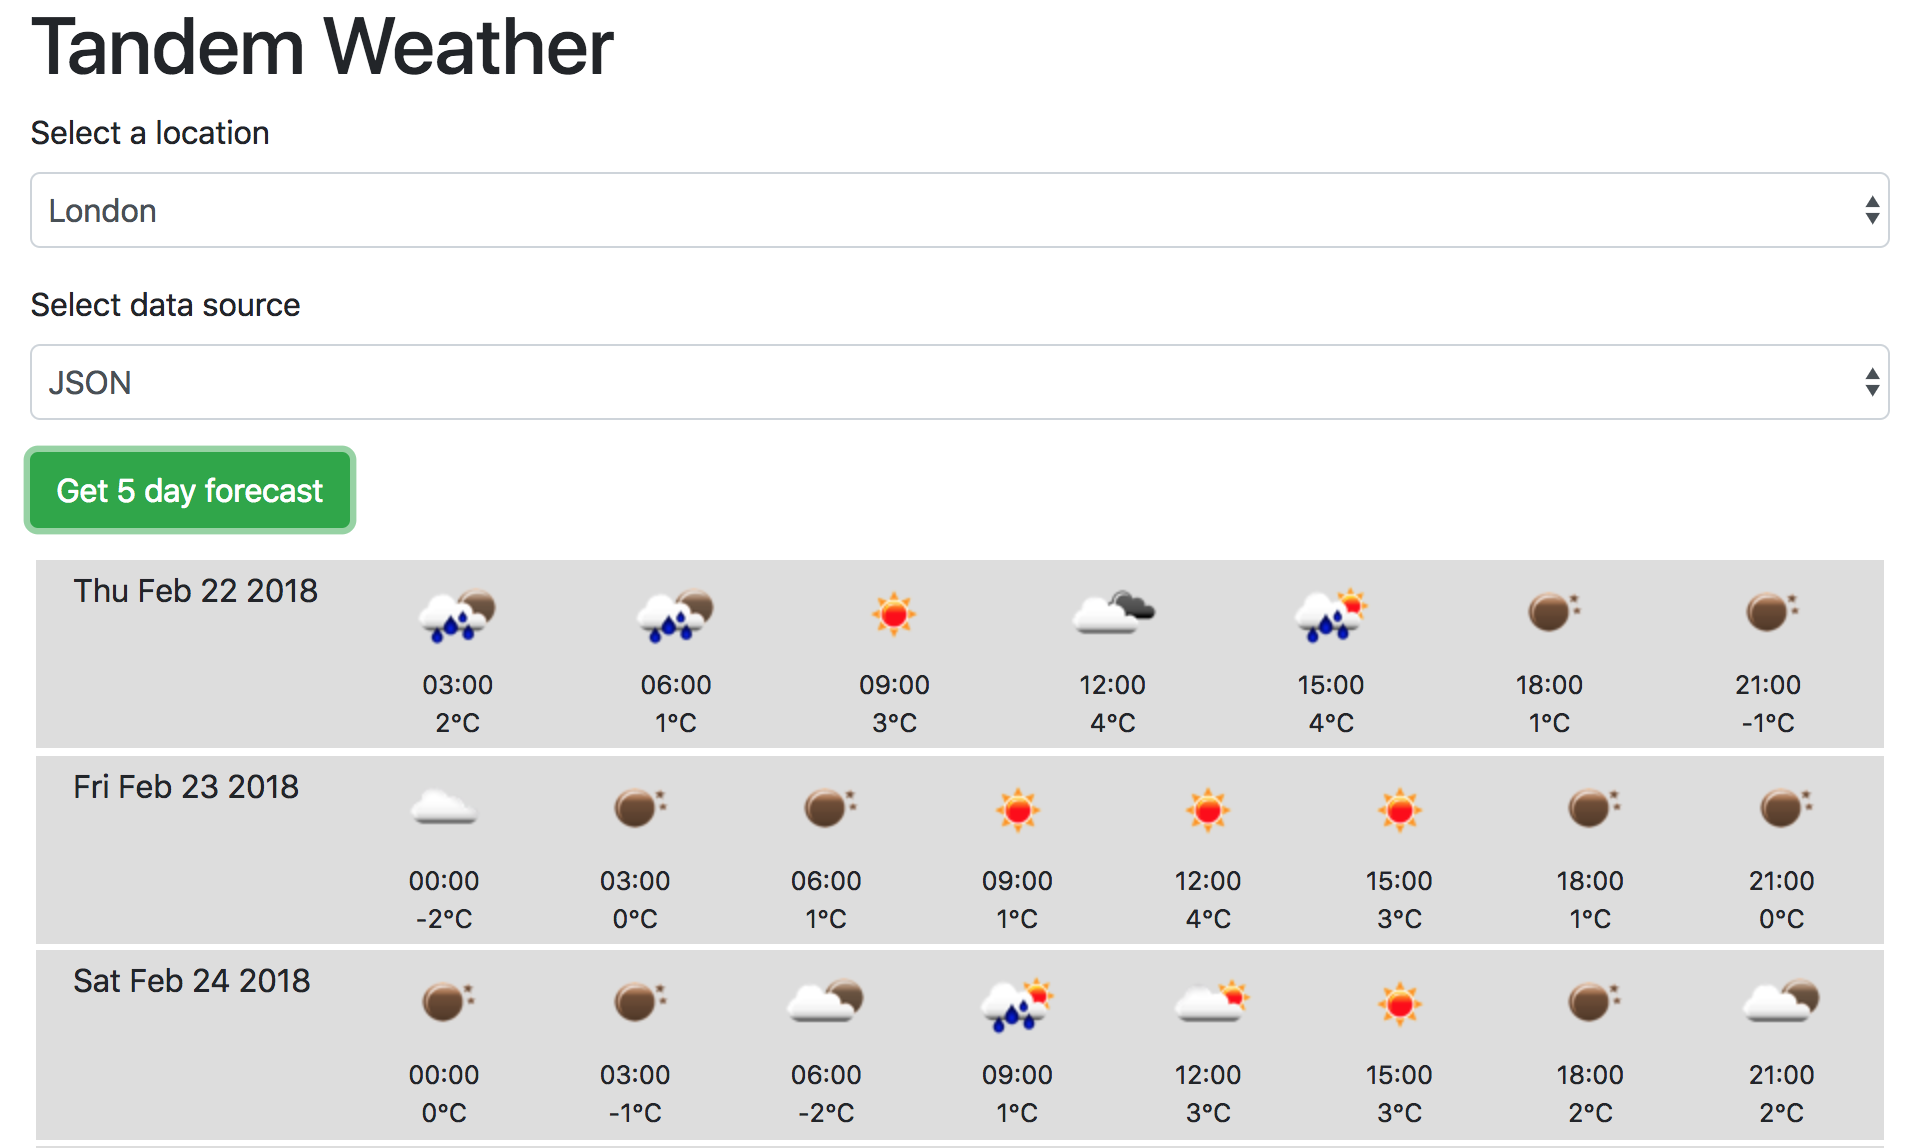 Tandem Weather
Select a location
London
Select data source
JSON
Get 5 day forecast
Thu Feb 22 2018
03:00 06:00 09:00 12:00 15:00 18:00 21:00
2°C 1°C 3°C 4°C 4°C 1°C -1°C
Fri Feb 23 2018
00:00 03:00 06:00 09:00 12:00 15:00 18:00 21:00
-2°C 0°C 1°C 1°C 4°C 3°C 1°C 0°C
Sat Feb 24 2018
00:00 03:00 06:00 09:00 12:00 15:00 18:00 21:00
0°C -1°C -2°C 1°C 3°C 3°C 2°C 2°C